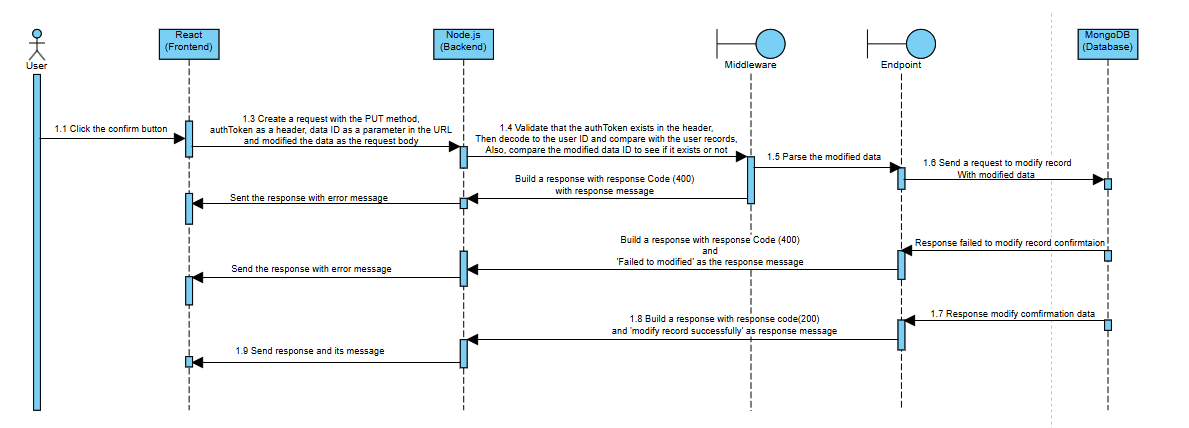 React
(Frontend)
Node.js
(Backend)
MongoDB
(Database)
User
Middleware
Endpoint
1.1 Click the confirm button
1.3 Create a request with the PUT method,
authToken as a header, data ID as a parameter in the URL
and modified the data as the request body
1.4 Validate that the authToken exists in the header,
Then decode to the user ID and compare with the user records,
Also, compare the modified data ID to see if it exists or not
1.5 Parse the modified data
1.6 Send a request to modify record
With modified data
Build a response with response Code (400)
with response message
Sent the response with error message
Build a response with response Code (400)
and
'Failed to modified' as the response message
Response failed to modify record confirmtaion
Send the response with error message
1.8 Build a response with response code(200)
and 'modify record successfully' as response message
1.7 Response modify comfirmation data
1.9 Send response and its message